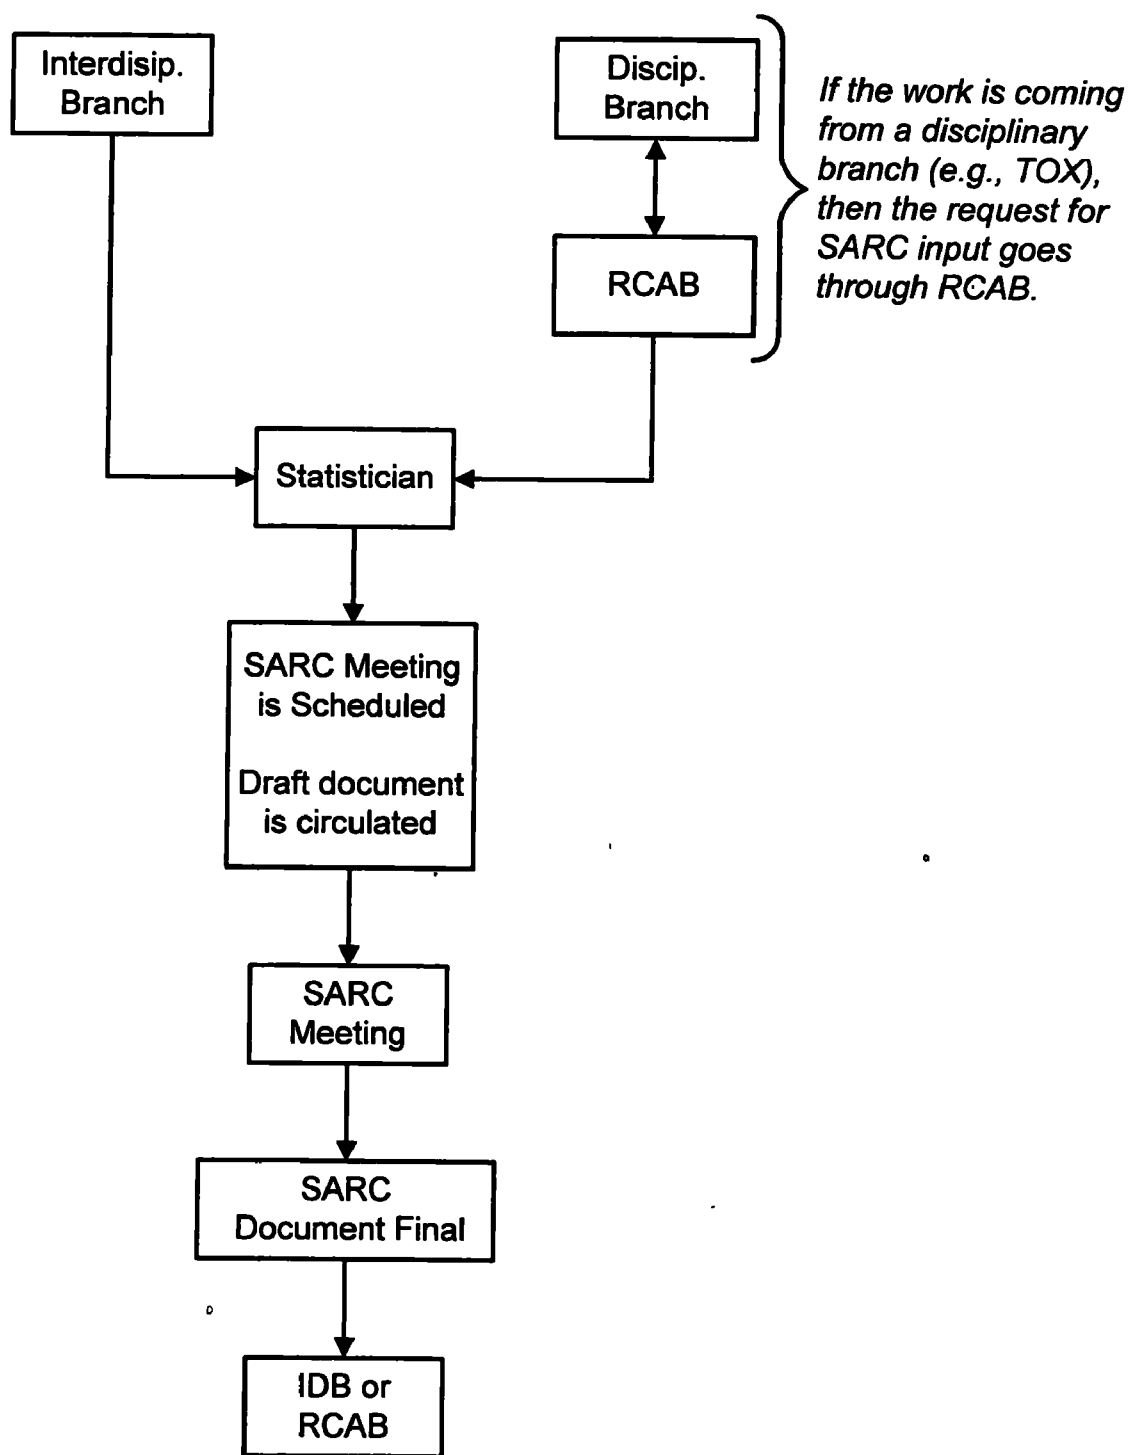 Interdisip.
Branch
Discip.
Branch
RCAB
If the work is coming
from a disciplinary
branch (e.g., TOX),
then the request for
SARC input goes
through RCAB.
Statistician
SARC Meeting
is Scheduled
Draft document
is circulated
SARC
Meeting
SARC
Document Final
IDB or
RCAB